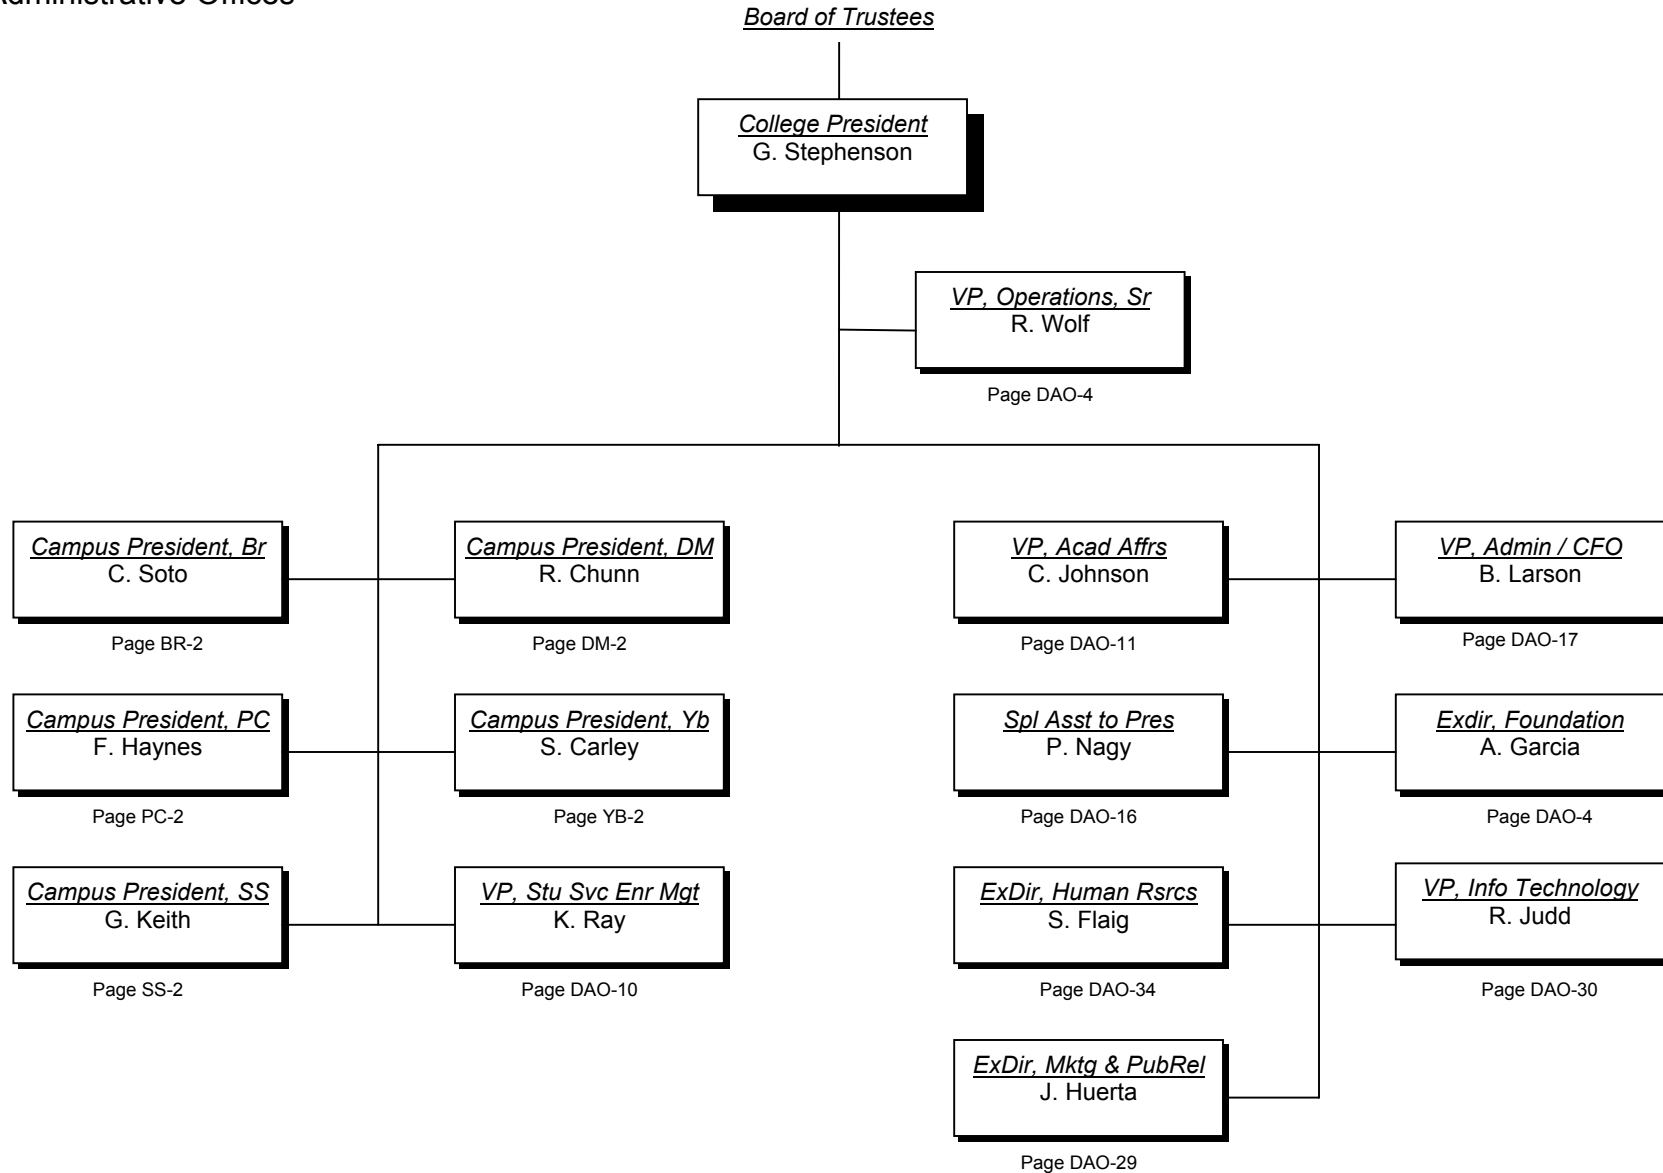 Administrative Offices
Board of Trustees
College President
G. Stephenson
VP, Operations, Sr
R. Wolf
Page DAO-4
Campus President, Br
C. Soto
Page BR-2
Campus President, DM
R. Chunn
Page DM-2
VP, Acad Affrs
C. Johnson
Page DAO-11
VP, Admin / CFO
B. Larson
Page DAO-17
Campus President, PC
F. Haynes
Page PC-2
Campus President, Yb
S. Carley
Page YB-2
Spl Asst to Pres
P. Nagy
Page DAO-16
Exdir, Foundation
A. Garcia
Page DAO-4
Campus President, SS
G. Keith
Page SS-2
VP, Stu Svc Enr Mgt
K. Ray
Page DAO-10
ExDir, Human Rsrcs
S. Flaig
Page DAO-34
VP, Info Technology
R. Judd
Page DAO-30
ExDir, Mktg & PubRel
J. Huerta
Page DAO-29